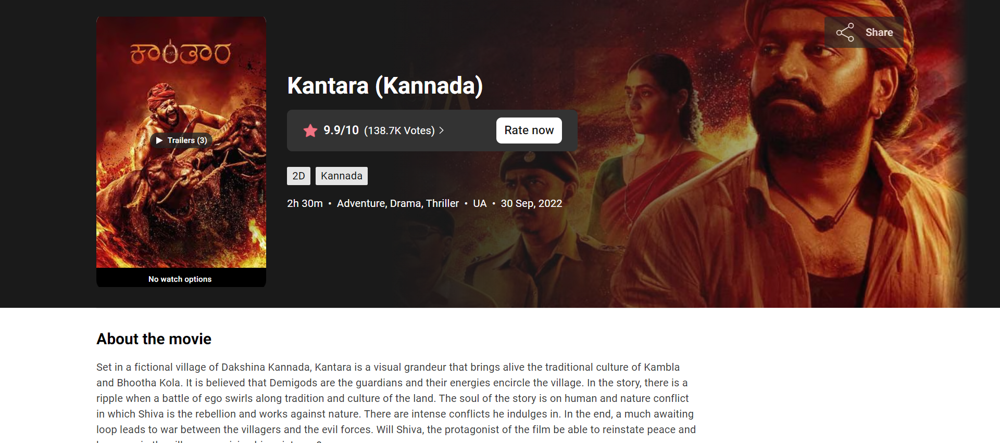 ಕಾಂತಾರ
Trailers (3)
No watch options
Share
Kantara (Kannada)
9.9/10 (138.7K Votes)
Rate now
2D Kannada
2h 30m • Adventure, Drama, Thriller • UA • 30 Sep, 2022
About the movie
Set in a fictional village of Dakshina Kannada, Kantara is a visual grandeur that brings alive the traditional culture of Kambla
and Bhootha Kola. It is believed that Demigods are the guardians and their energies encircle the village. In the story, there is a
ripple when a battle of ego swirls along tradition and culture of the land. The soul of the story is on human and nature conflict
in which Shiva is the rebellion and works against nature. There are intense conflicts he indulges in. In the end, a much awaiting
loop leads to war between the villagers and the evil forces. Will Shiva, the protagonist of the film be able to reinstate peace and